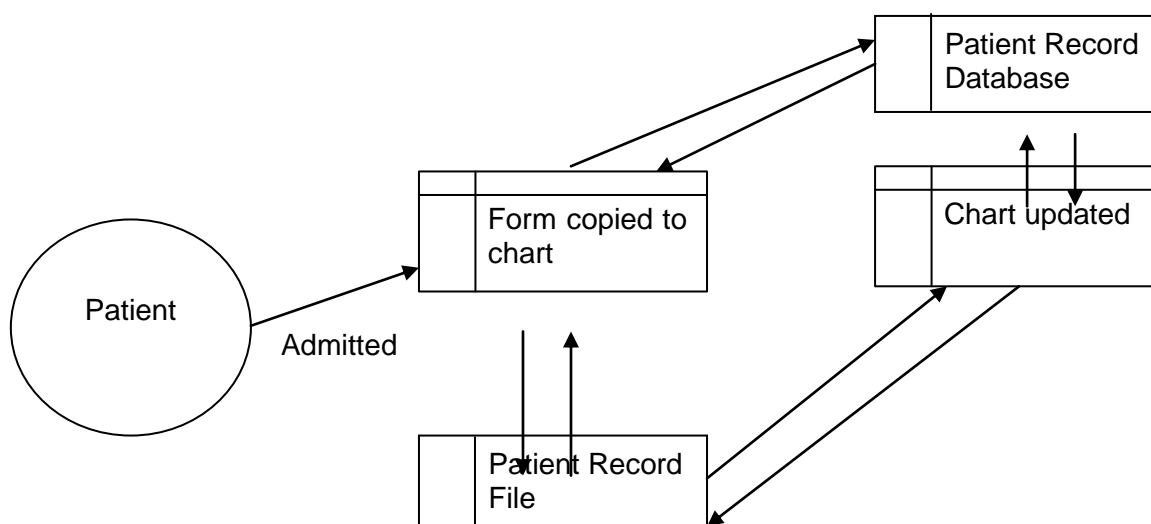 Patient Record
Database
Form copied to
chart
Chart updated
Patient
Admitted
Patient Record
File